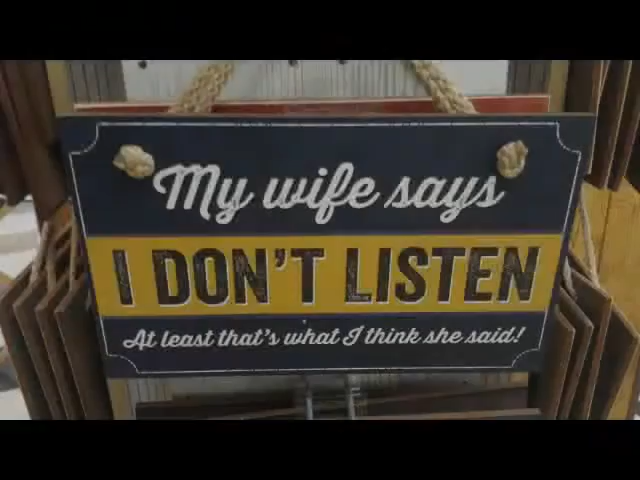 My wife says
I DON'T LISTEN
At least that's what I think she said!